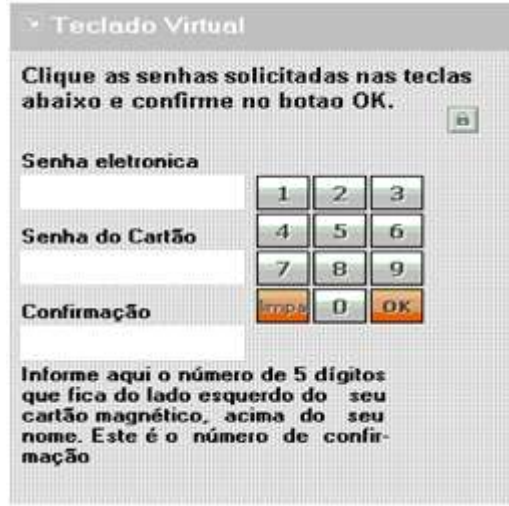 Teclado Virtual
Clique as senhas solicitadas nas teclas
abaixo e confirme no botao OK.
Senha eletronica
1 2 3
Senha do Cartão
4 5 6
7 8 9
Confirmação
limpa 0 OK
Informe aqui o número de 5 dígitos
que fica do lado esquerdo do seu
cartão magnético, acima do seu
nome. Este é o número de confir-
mação